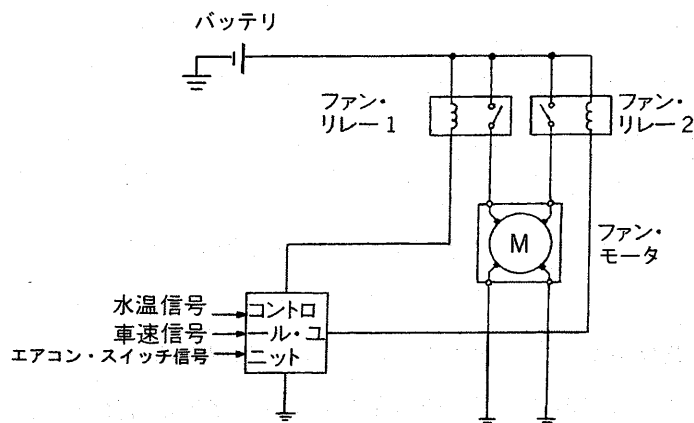 バッテリ
ファン・
リレー1
ファン・
リレー2
M
ファン・
モータ
水温信号
車速信号
エアコン・スイッチ信号
コントロ
ール・ユ
ニット